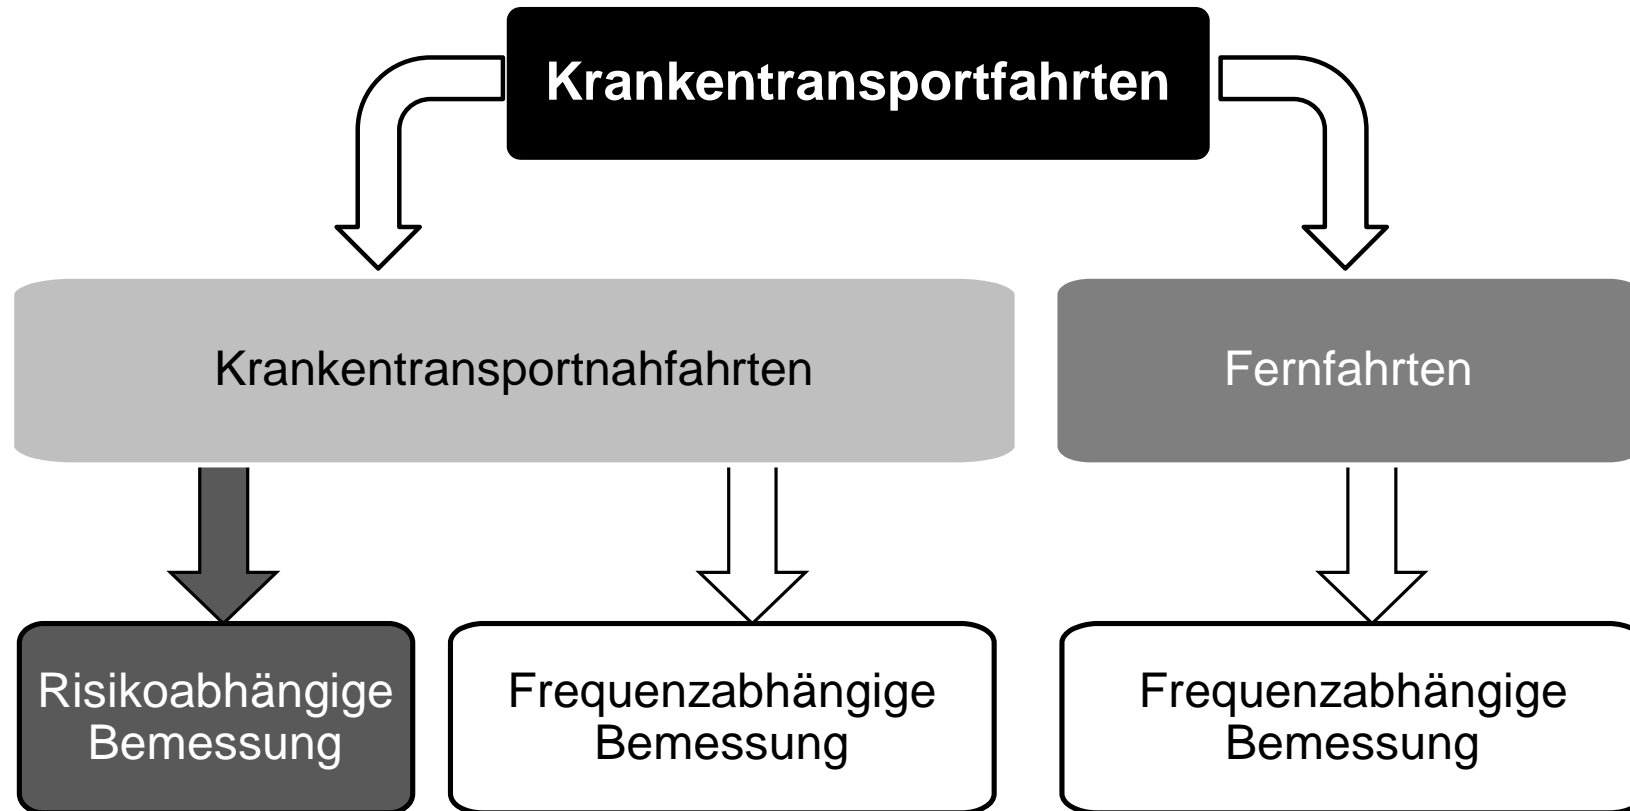 Krankentransportfahrten
Krankentransportnahfahrten
Fernfahrten
Risikoabhängige
Bemessung
Frequenzabhängige
Bemessung
Frequenzabhängige
Bemessung